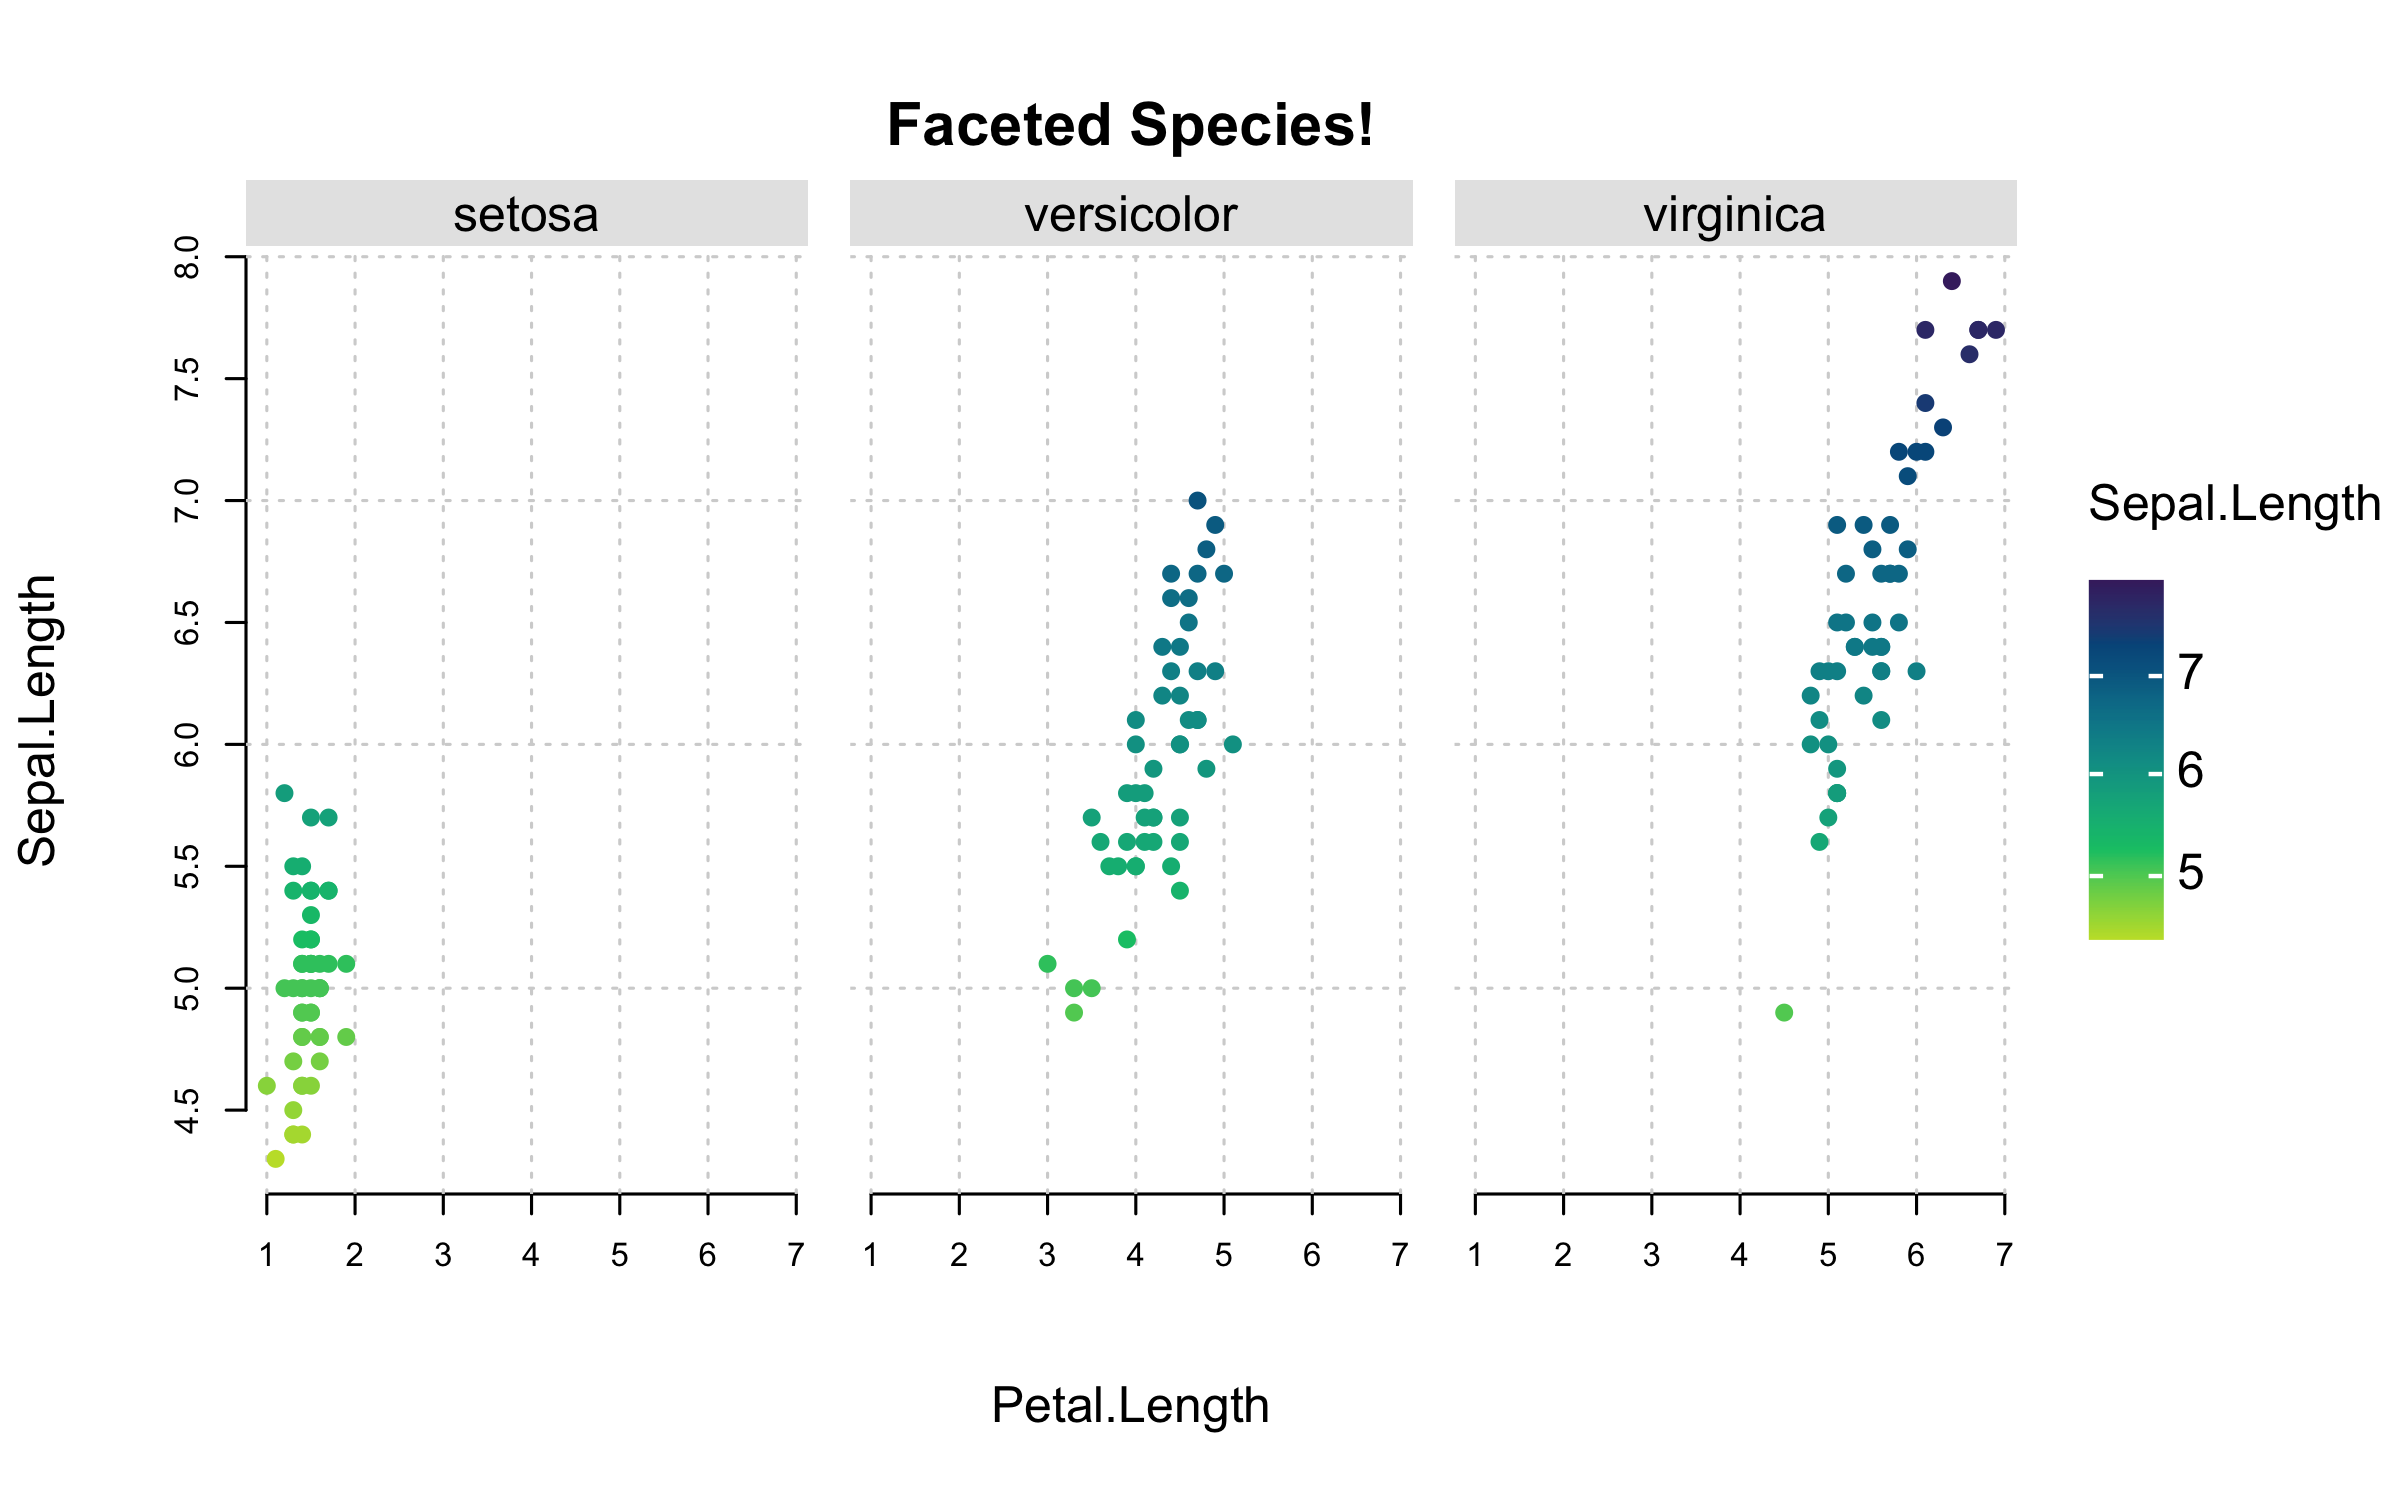 Faceted Species!
setosa versicolor virginica
Sepal.Length
8.0
7.5
7.0
6.5
6.0
5.5
5.0
4.5
1 2 3 4 5 6 7 1 2 3 4 5 6 7 1 2 3 4 5 6 7
Petal.Length
Sepal.Length
7
6
5